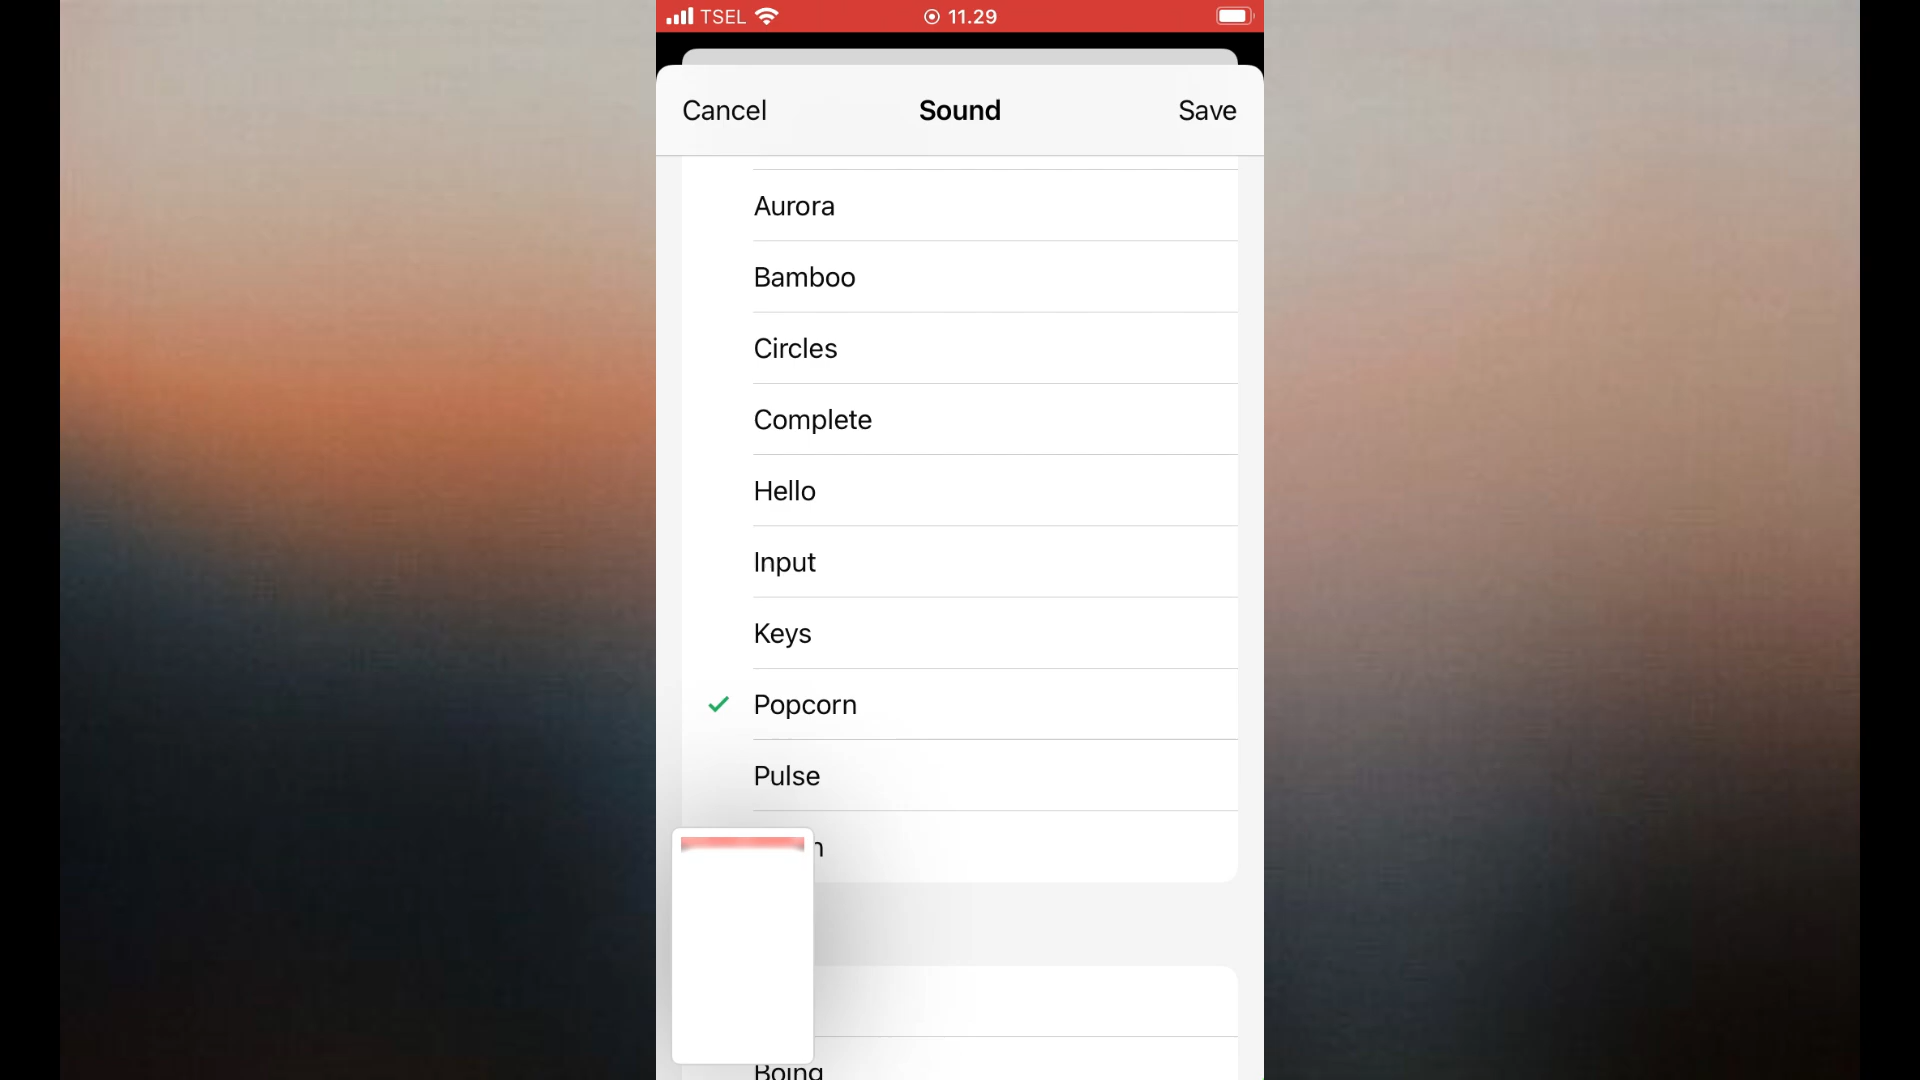 TSEL 11.29
Cancel Sound Save
Aurora
Bamboo
Circles
Complete
Hello
Input
Keys
Popcorn
Pulse
Boing